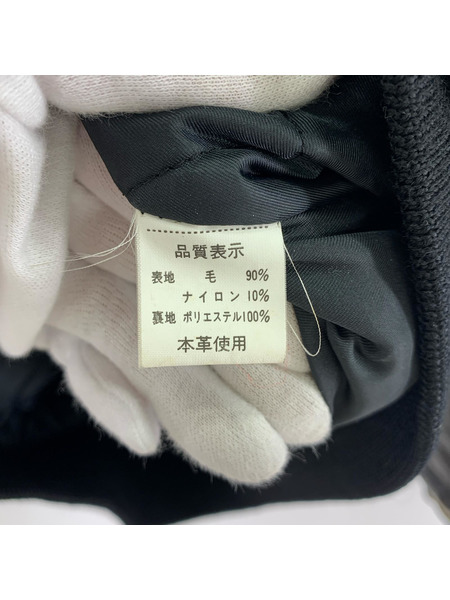 品質表示
表地 毛 90%
ナイロン 10%
裏地 ポリエステル100%
本革使用